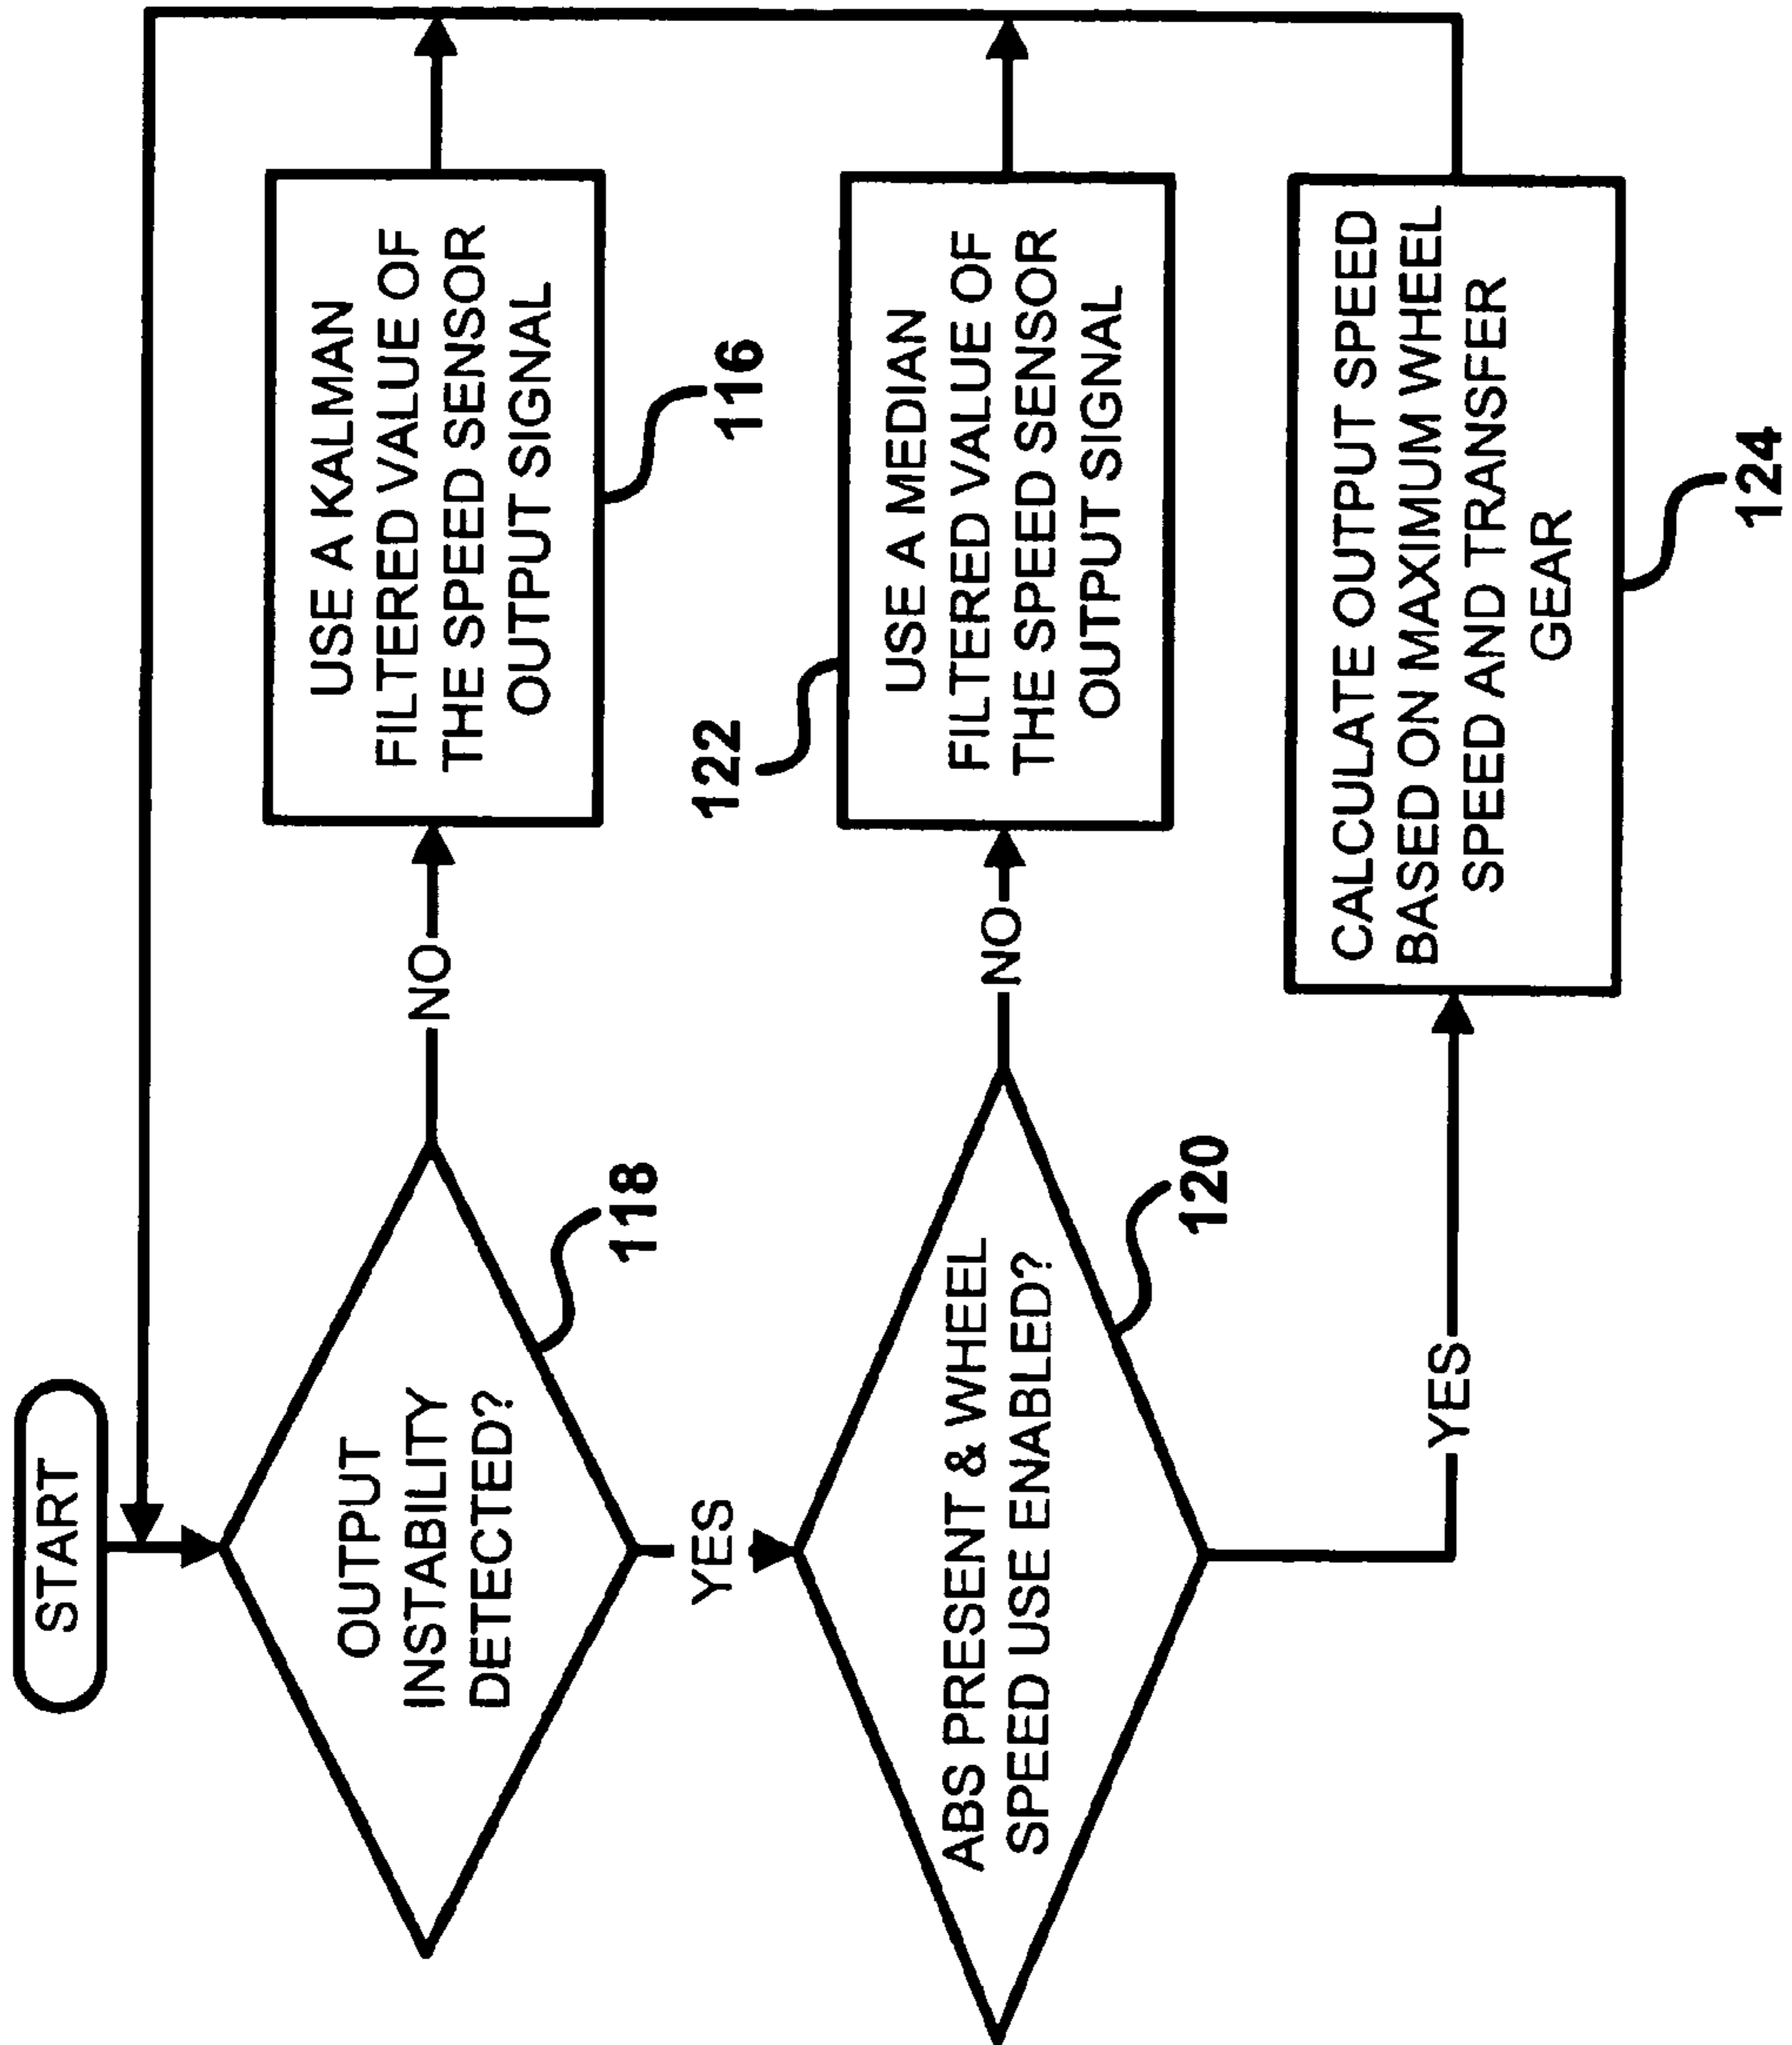 START
OUTPUT
INSTABILITY
DETECTED?
118
NO
USE A KALMAN
FILTERED VALUE OF
THE SPEED SENSOR
OUTPUT SIGNAL
116
YES
ABS PRESENT & WHEEL
SPEED USE ENABLED?
120
NO
122
USE A MEDIAN
FILTERED VALUE OF
THE SPEED SENSOR
OUTPUT SIGNAL
YES
CALCULATE OUTPUT SPEED
BASED ON MAXIMUM WHEEL
SPEED AND TRANSFER
GEAR
124